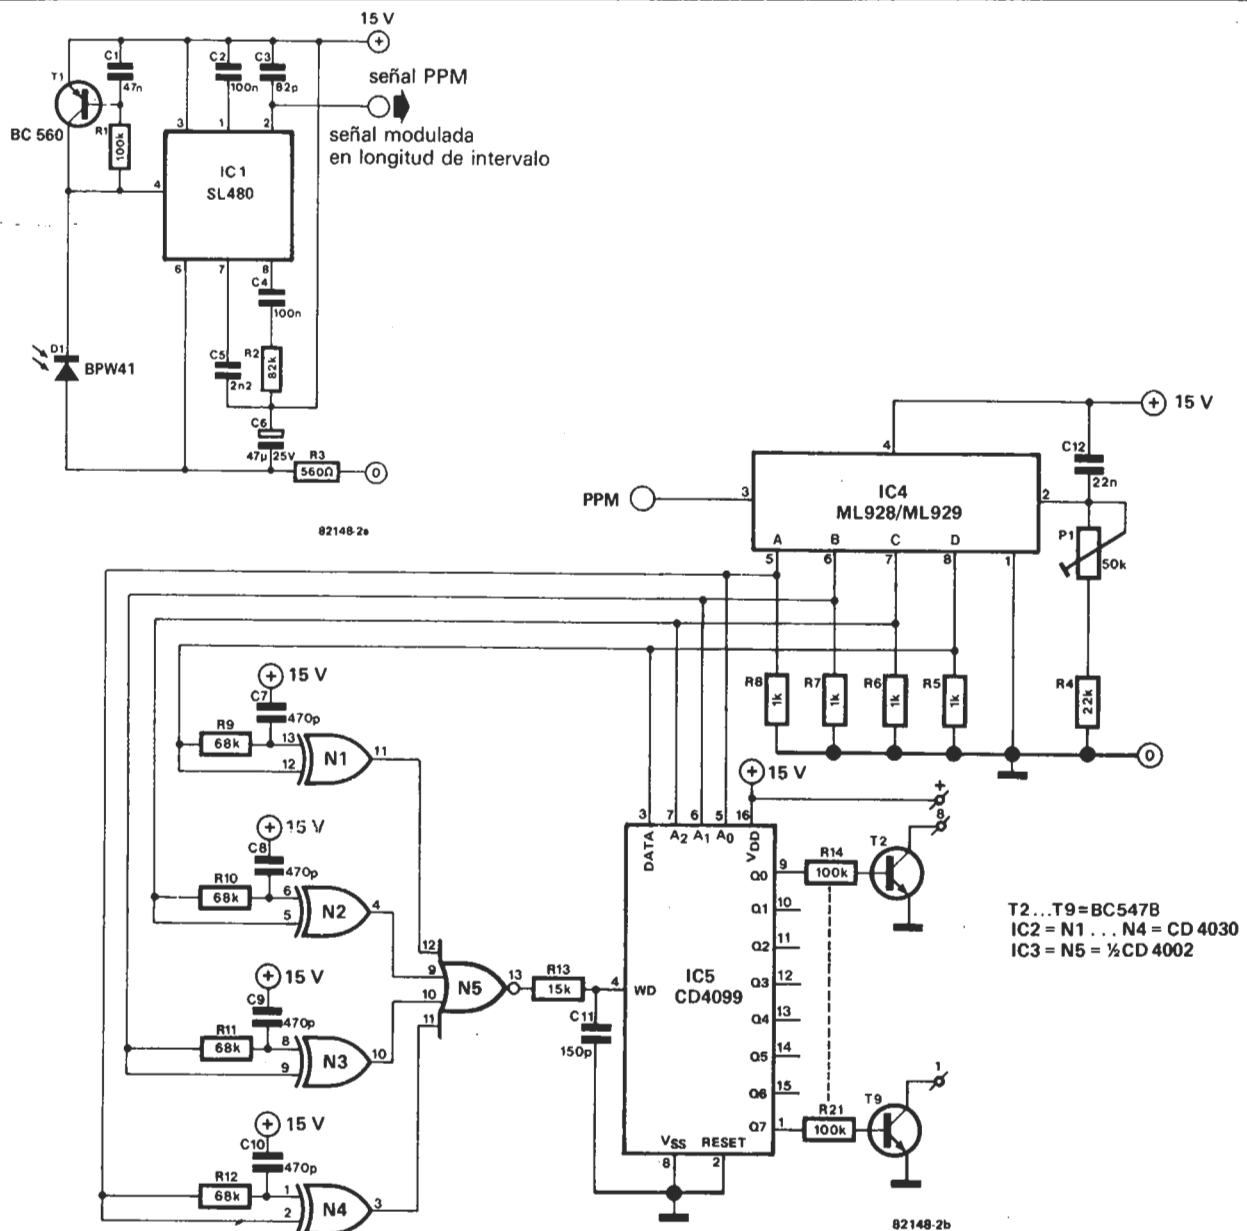 15 V
+
C1
47n
C2
100n
C3
82p
señal PPM
T1
BC 560
R1
100k
3
1
2
señal modulada
en longitud de intervalo
4
IC 1
SL480
6
7
8
C4
100n
D1
BPW41
C5
2n2
R2
82k
C6
47µ 25V
R3
560Ω
0
82148-2a
+
15 V
4
C12
22n
PPM
3
IC4
ML928/ML929
2
A
B
C
D
5
6
7
8
1
P1
50k
R8
1k
R7
1k
R6
1k
R5
1k
R4
22k
0
+
15 V
C7
470p
R9
68k
13
12
N1
11
+
15 V
C8
470p
R10
68k
6
5
N2
4
+
15 V
C9
470p
R11
68k
8
9
N3
10
+
15 V
C10
470p
R12
68k
1
2
N4
3
12
9
10
11
N5
13
R13
15k
C11
150p
+
15 V
3
7
6
5
16
DATA
A2
A1
A0
VDD
4
WD
IC5
CD4099
Q0
9
Q1
10
Q2
11
Q3
12
Q4
13
Q5
14
Q6
15
Q7
1
VSS
RESET
8
2
R14
100k
T2
+
8
R21
100k
T9
1
T2...T9=BC547B
IC2 = N1 . . . N4 = CD 4030
IC3 = N5 = ½CD 4002
82148-2b